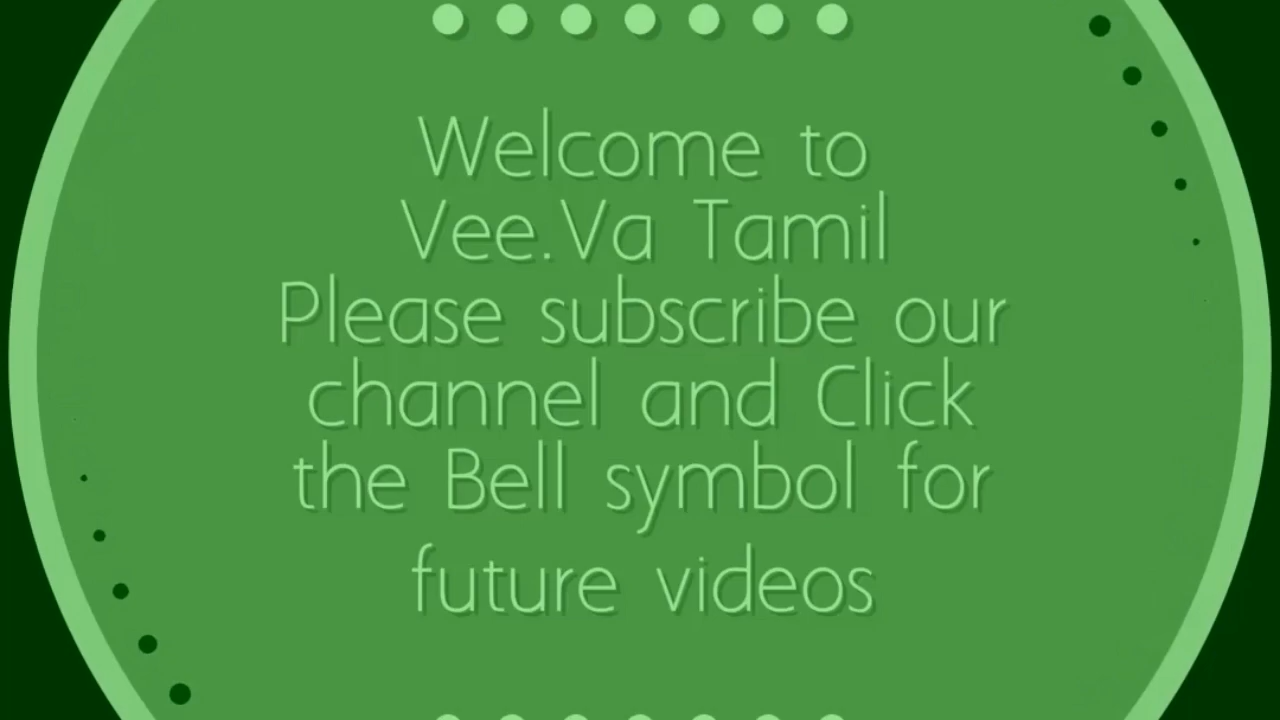 Welcome to
Vee.Va Tamil
Please subscribe our
channel and Click
the Bell symbol for
future videos